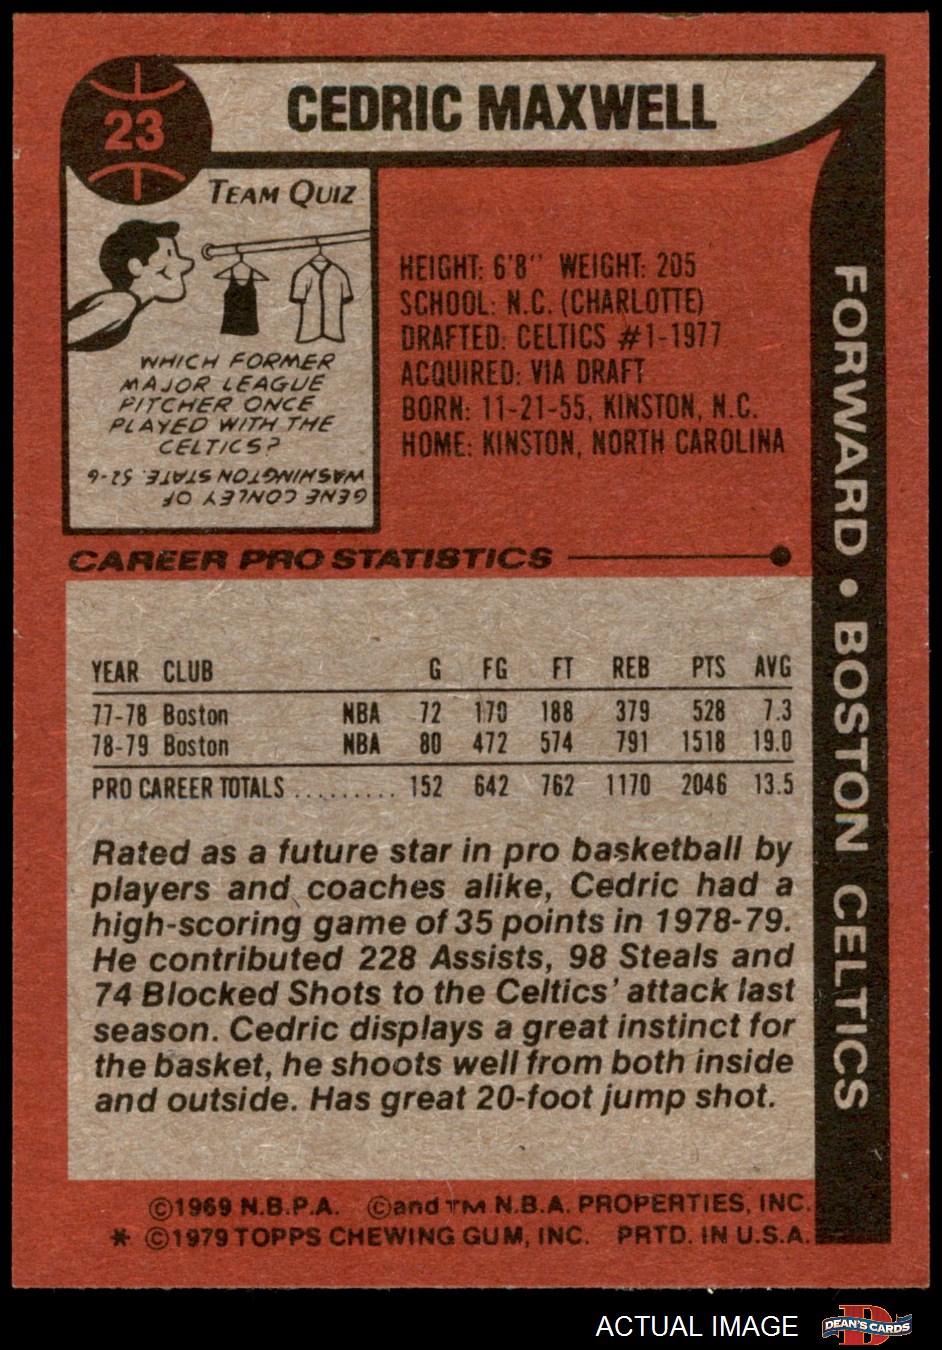 23
CEDRIC MAXWELL
TEAM QUIZ
WHICH FORMER
MAJOR LEAGUE
PITCHER ONCE
PLAYED WITH THE
CELTICS?
GENE CONLEY OF
WASHINGTON STATE. 52-6
HEIGHT: 6'8" WEIGHT: 205
SCHOOL: N.C. (CHARLOTTE)
DRAFTED: CELTICS #1-1977
ACQUIRED: VIA DRAFT
BORN: 11-21-55, KINSTON, N.C.
HOME: KINSTON, NORTH CAROLINA
FORWARD • BOSTON CELTICS
CAREER PRO STATISTICS
YEAR CLUB G FG FT REB PTS AVG
77-78 Boston NBA 72 170 188 379 528 7.3
78-79 Boston NBA 80 472 574 791 1518 19.0
PRO CAREER TOTALS .......... 152 642 762 1170 2046 13.5
Rated as a future star in pro basketball by
players and coaches alike, Cedric had a
high-scoring game of 35 points in 1978-79.
He contributed 228 Assists, 98 Steals and
74 Blocked Shots to the Celtics' attack last
season. Cedric displays a great instinct for
the basket, he shoots well from both inside
and outside. Has great 20-foot jump shot.
©1969 N.B.P.A. ©and TM N.B.A. PROPERTIES, INC.
* ©1979 TOPPS CHEWING GUM, INC. PRTD. IN U.S.A.
ACTUAL IMAGE
DEAN'S CARDS